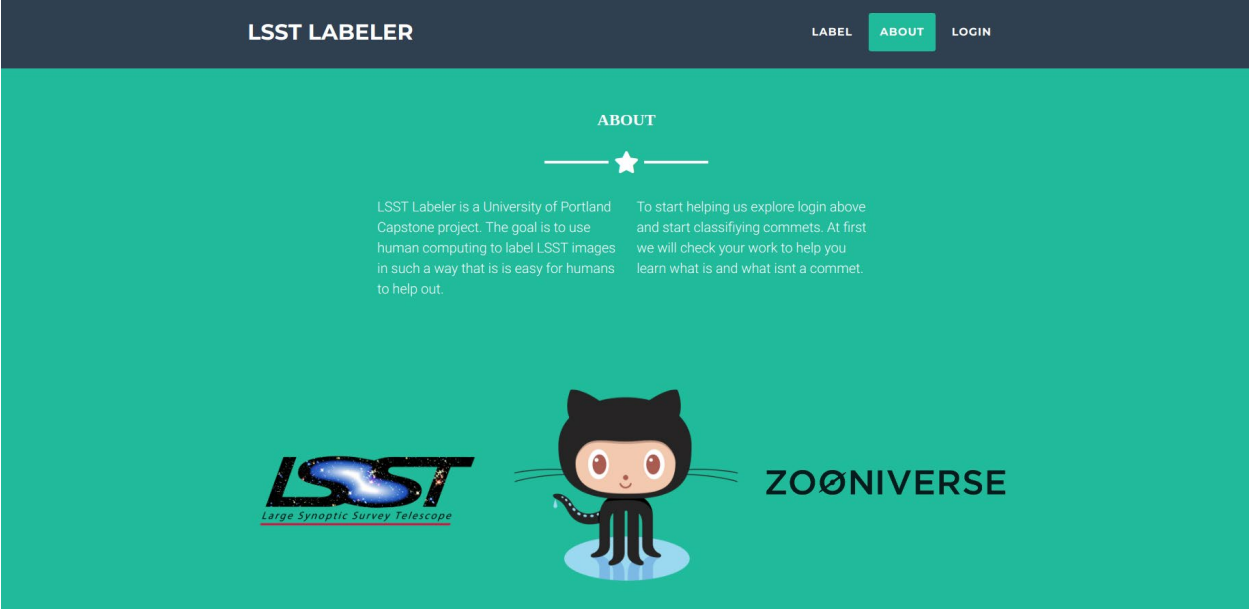 LSST LABELER
LABEL ABOUT LOGIN
ABOUT
LSST Labeler is a University of Portland
Capstone project. The goal is to use
human computing to label LSST images
in such a way that is is easy for humans
to help out.
To start helping us explore login above
and start classifiying commets. At first
we will check your work to help you
learn what is and what isnt a commet.
LSST
Large Synoptic Survey Telescope
ZOONIVERSE